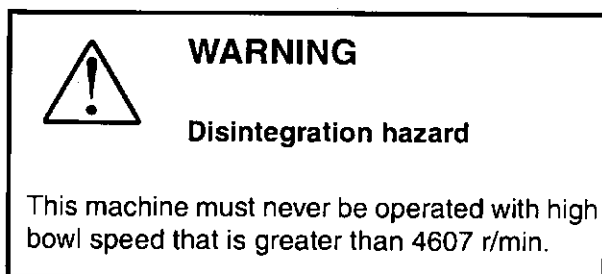 WARNING
Disintegration hazard
This machine must never be operated with high
bowl speed that is greater than 4607 r/min.